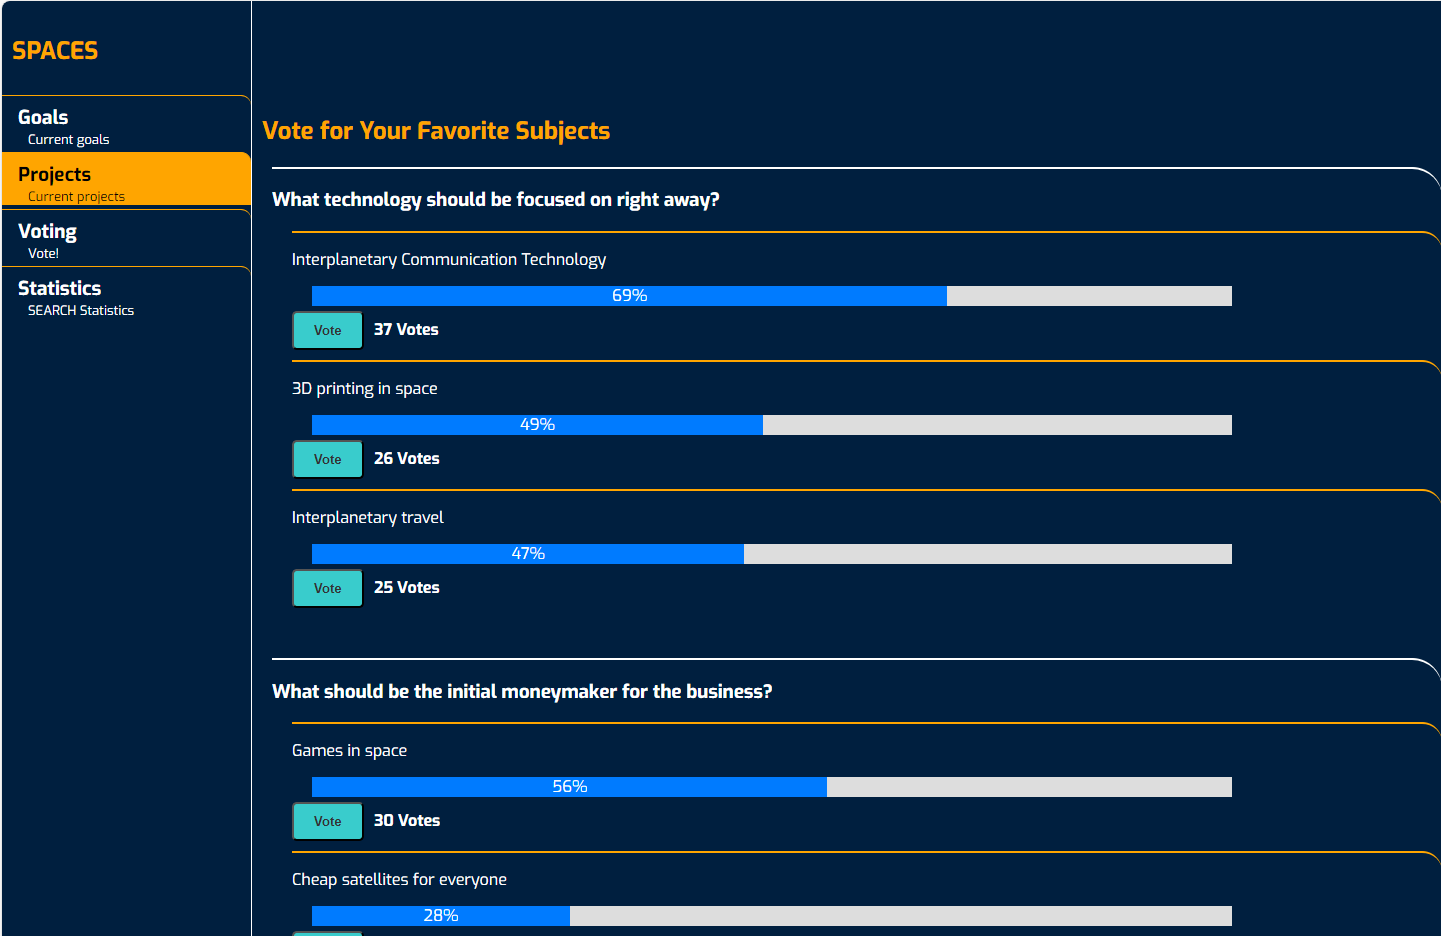 SPACES
Goals
Current goals
Projects
Current projects
Voting
Vote!
Statistics
SEARCH Statistics
Vote for Your Favorite Subjects
What technology should be focused on right away?
Interplanetary Communication Technology
69%
Vote 37 Votes
3D printing in space
49%
Vote 26 Votes
Interplanetary travel
47%
Vote 25 Votes
What should be the initial moneymaker for the business?
Games in space
56%
Vote 30 Votes
Cheap satellites for everyone
28%